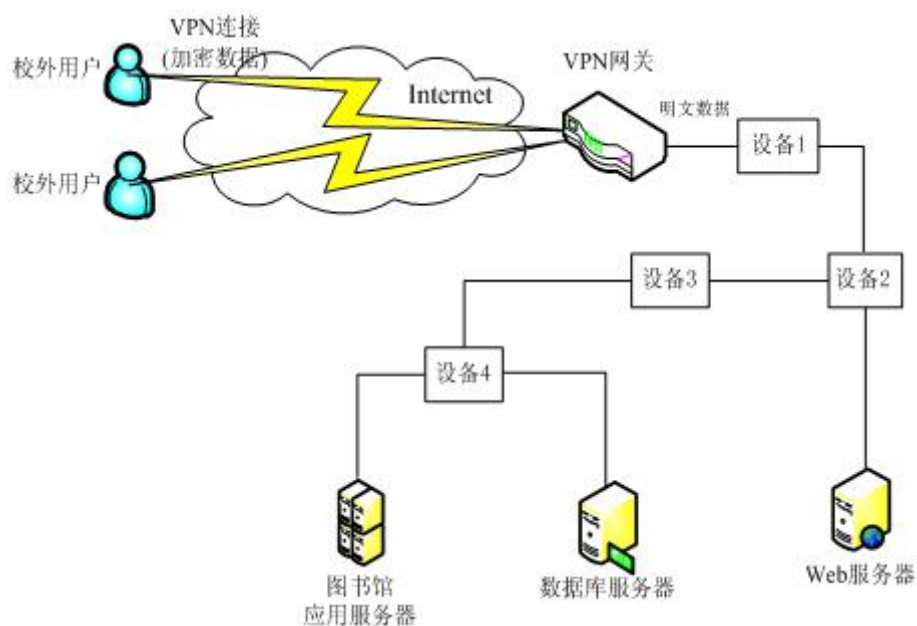 VPN连接
(加密数据)
校外用户
Internet
VPN网关
明文数据
设备1
校外用户
设备3
设备2
设备4
图书馆
应用服务器
数据库服务器
Web服务器